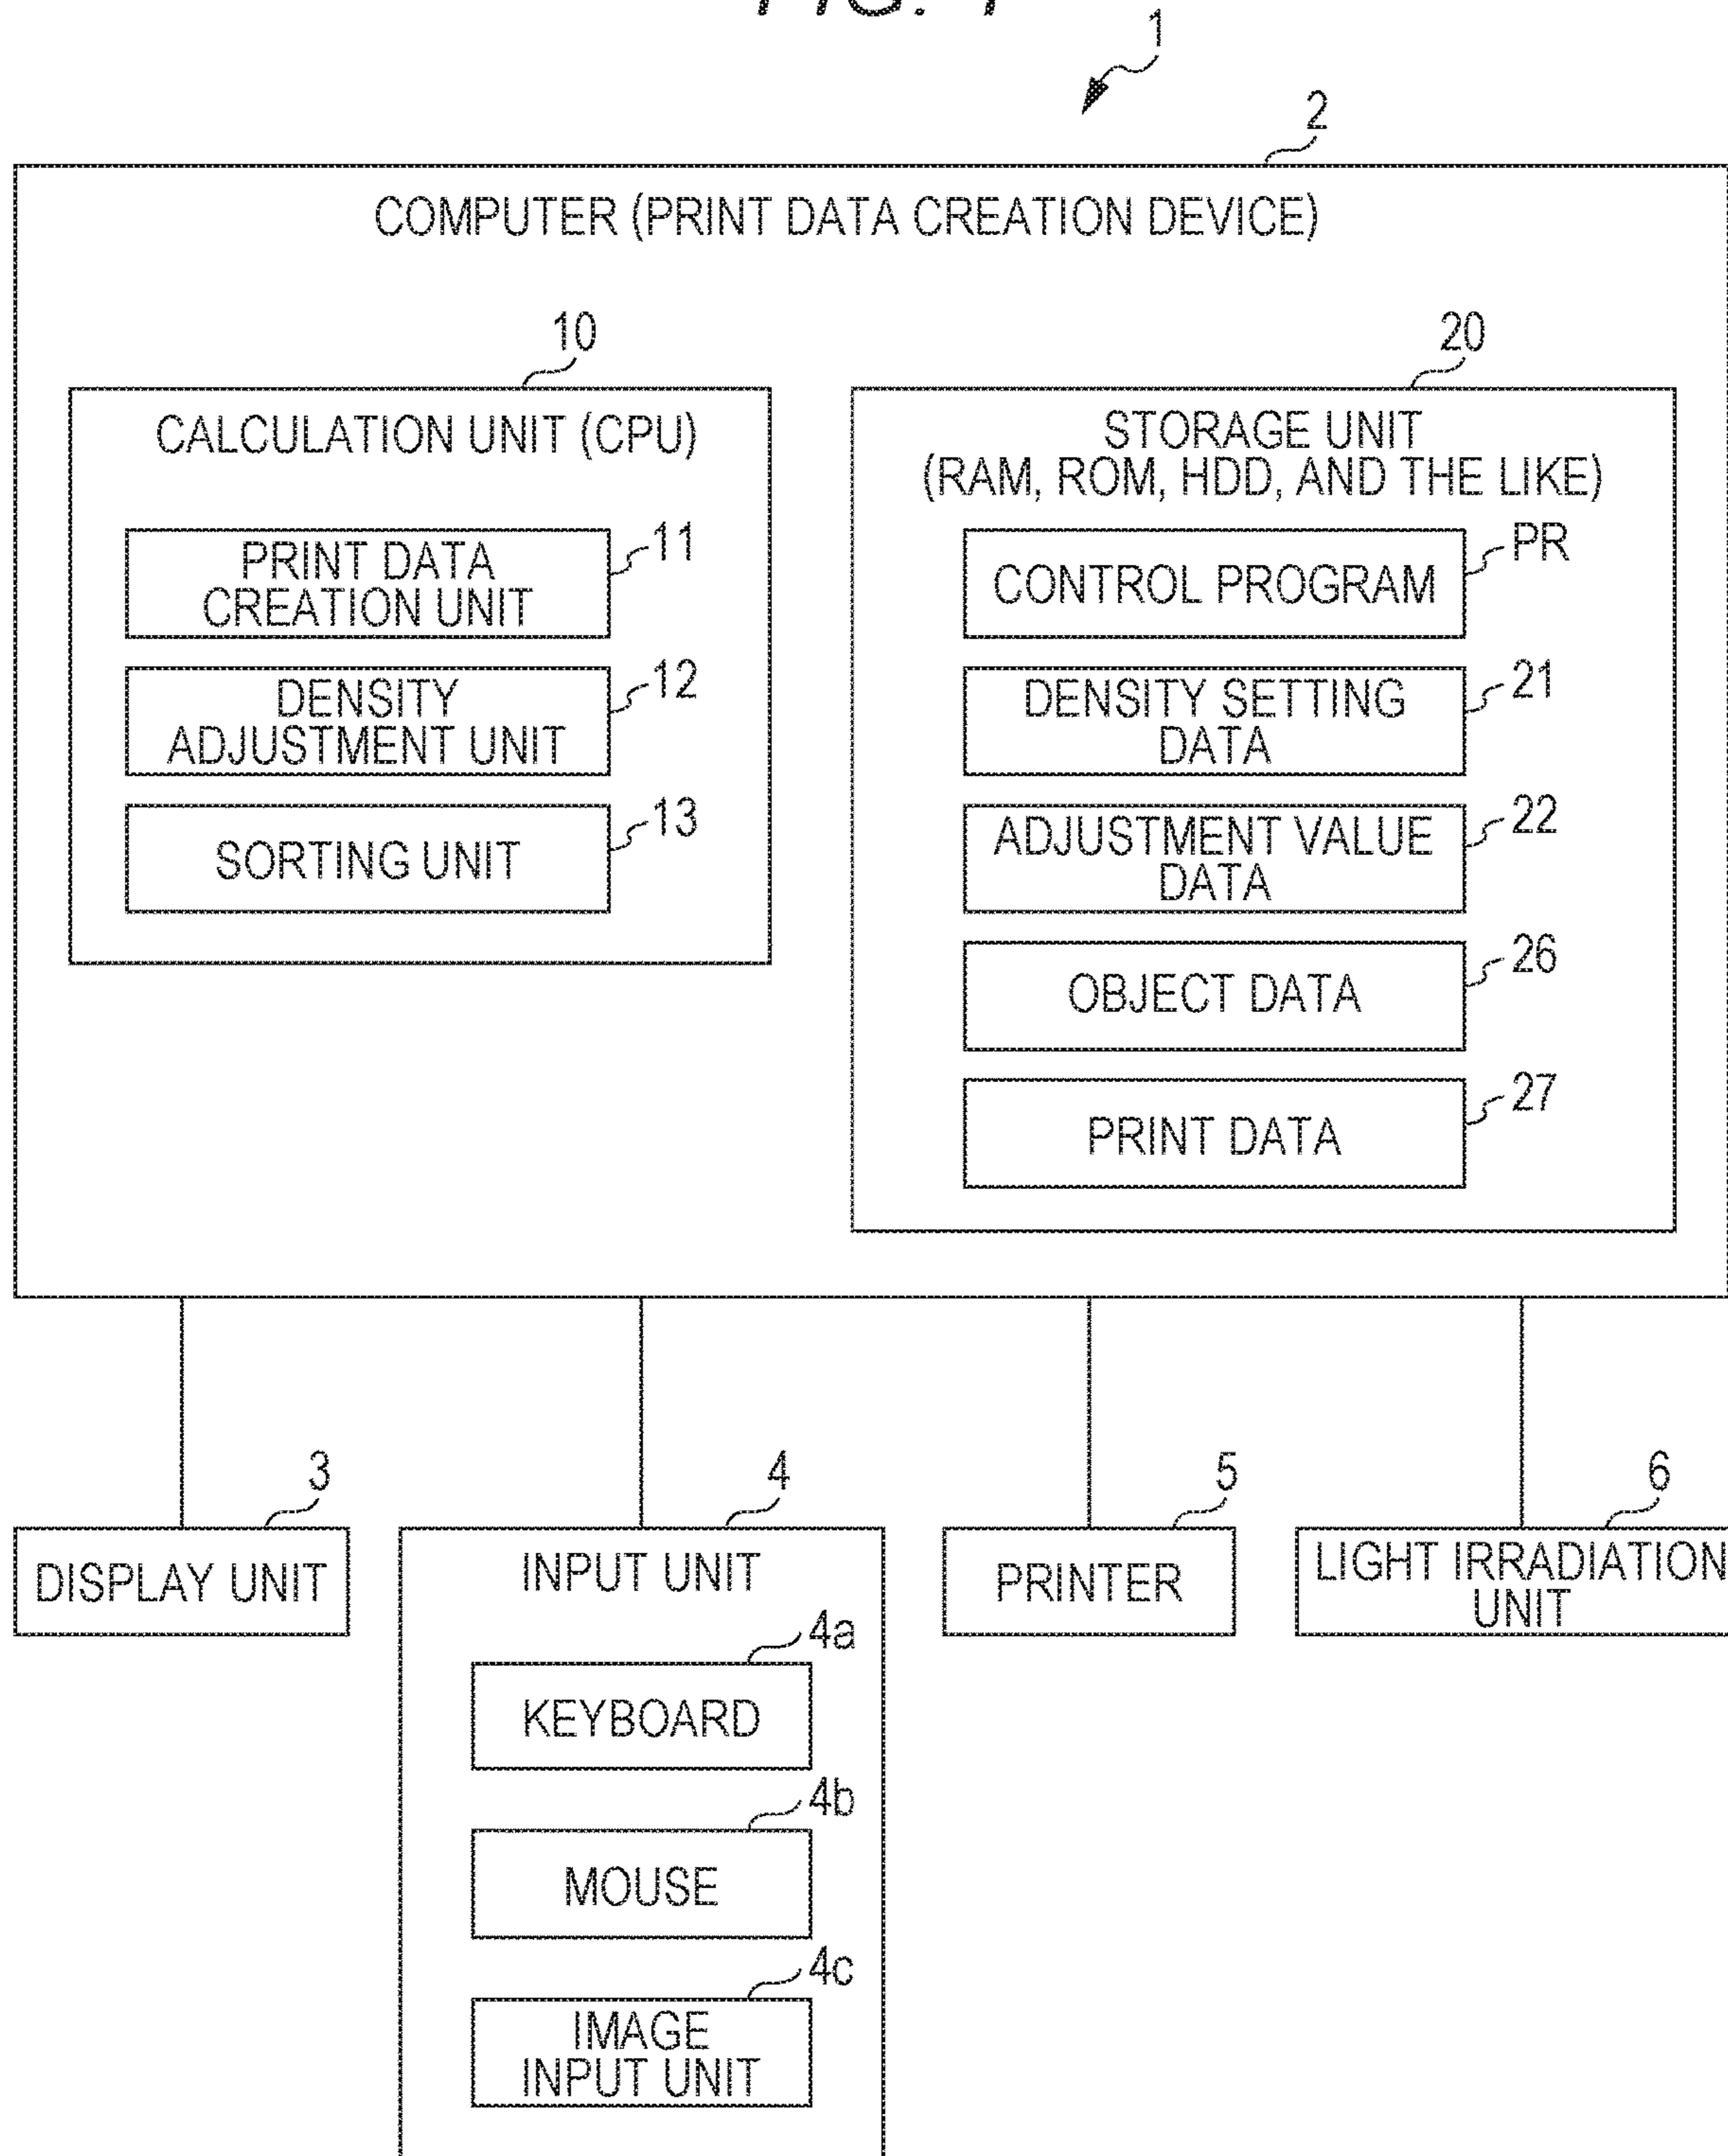 FIG. 1
1
2
COMPUTER (PRINT DATA CREATION DEVICE)
10
CALCULATION UNIT (CPU)
PRINT DATA
CREATION UNIT
11
DENSITY
ADJUSTMENT UNIT
12
SORTING UNIT
13
20
STORAGE UNIT
(RAM, ROM, HDD, AND THE LIKE)
CONTROL PROGRAM
PR
DENSITY SETTING
DATA
21
ADJUSTMENT VALUE
DATA
22
OBJECT DATA
26
PRINT DATA
27
3
DISPLAY UNIT
4
INPUT UNIT
4a
KEYBOARD
4b
MOUSE
4c
IMAGE
INPUT UNIT
5
PRINTER
6
LIGHT IRRADIATION
UNIT